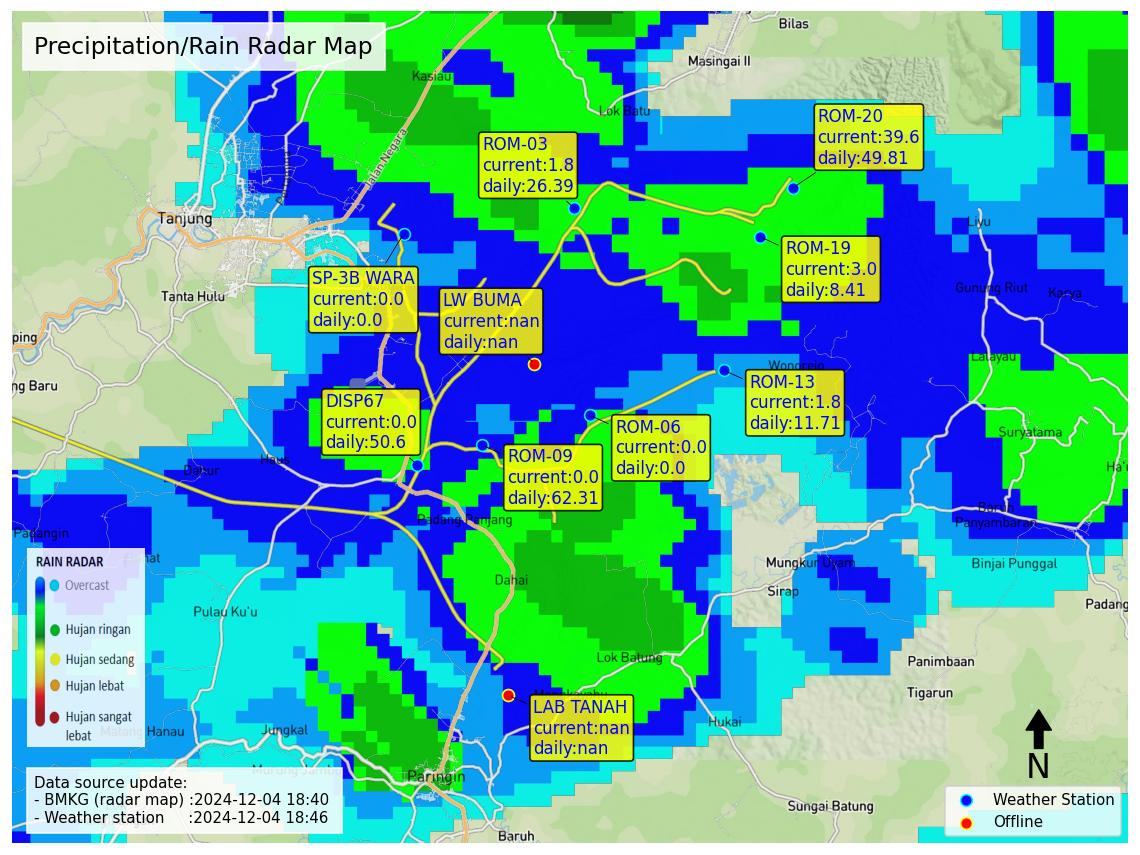 Precipitation/Rain Radar Map
Bilas
Masingai II
Kasiau
Lok Batu
Jalan Negara
ROM-20
current:39.6
daily:49.81
ROM-03
current:1.8
daily:26.39
Tanjung
Liyu
ROM-19
current:3.0
daily:8.41
SP-3B WARA
current:0.0
daily:0.0
LW BUMA
current:nan
daily:nan
Tanta Hulu
Gunung Riut
Karya
ping
Lalayau
ng Baru
ROM-13
current:1.8
daily:11.71
DISP67
current:0.0
daily:50.6
ROM-06
current:0.0
daily:0.0
Suryatama
ROM-09
current:0.0
daily:62.31
Haus
Dahur
Ha'u
Padang Panjang
Baruh
Panyambaran
Padangin
RAIN RADAR
Overcast
Hujan ringan
Hujan sedang
Hujan lebat
Hujan sangat
lebat
Mungkur Uyam
Binjai Punggal
Dahai
Sirap
Padang
Pulau Ku'u
Lok Batung
Panimbaan
Tigarun
LAB TANAH
current:nan
daily:nan
Hukai
Jungkal
Matang Hanau
Murung Jambu
Paringin
Data source update:
- BMKG (radar map) :2024-12-04 18:40
- Weather station :2024-12-04 18:46
N
Weather Station
Offline
Sungai Batung
Baruh